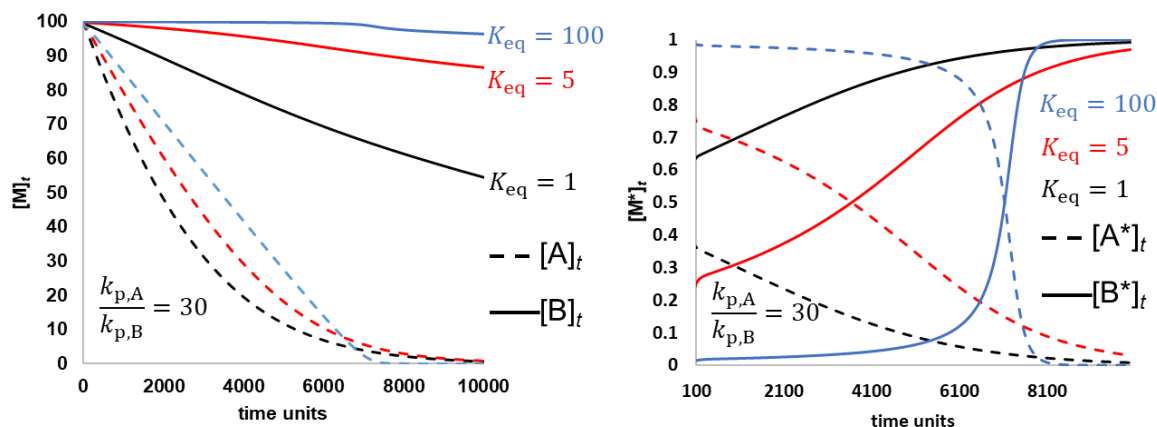 100
90
80
70
60
50
40
30
20
10
0
[M]t
0 2000 4000 6000 8000 10000
time units
Keq = 100
Keq = 5
Keq = 1
[A]t
[B]t
kp,A
kp,B
= 30
1
0.9
0.8
0.7
0.6
0.5
0.4
0.3
0.2
0.1
0
[M*]t
100 2100 4100 6100 8100
time units
Keq = 100
Keq = 5
Keq = 1
[A*]t
[B*]t
kp,A
kp,B
= 30